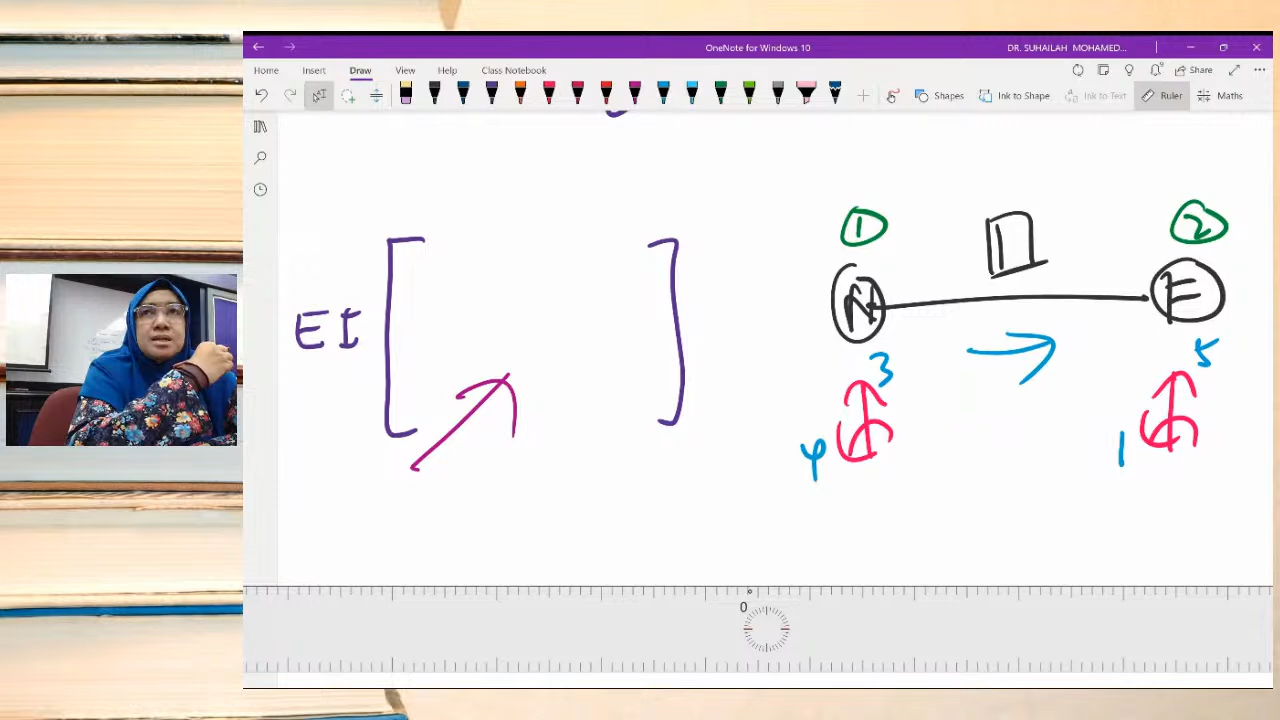 OneNote for Windows 10
DR. SUHAILAH MOHAMED...
Home Insert Draw View Help Class Notebook
Share
Shapes
Ink to Shape
Ink to Text
Ruler
Maths
1
2
N
F
EI
3
5
4
1
0